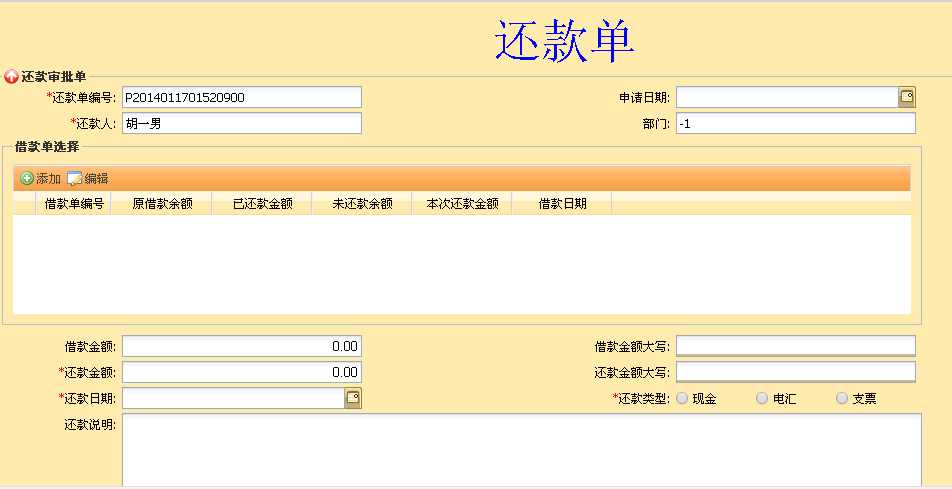 还款单
还款审批单
*还款单编号: P2014011701520900 申请日期:
*还款人: 胡一男 部门: -1
借款单选择
添加 编辑
借款单编号 原借款余额 已还款金额 未还款余额 本次还款金额 借款日期
借款金额: 0.00 借款金额大写:
*还款金额: 0.00 还款金额大写:
*还款日期: *还款类型: 现金 电汇 支票
还款说明: